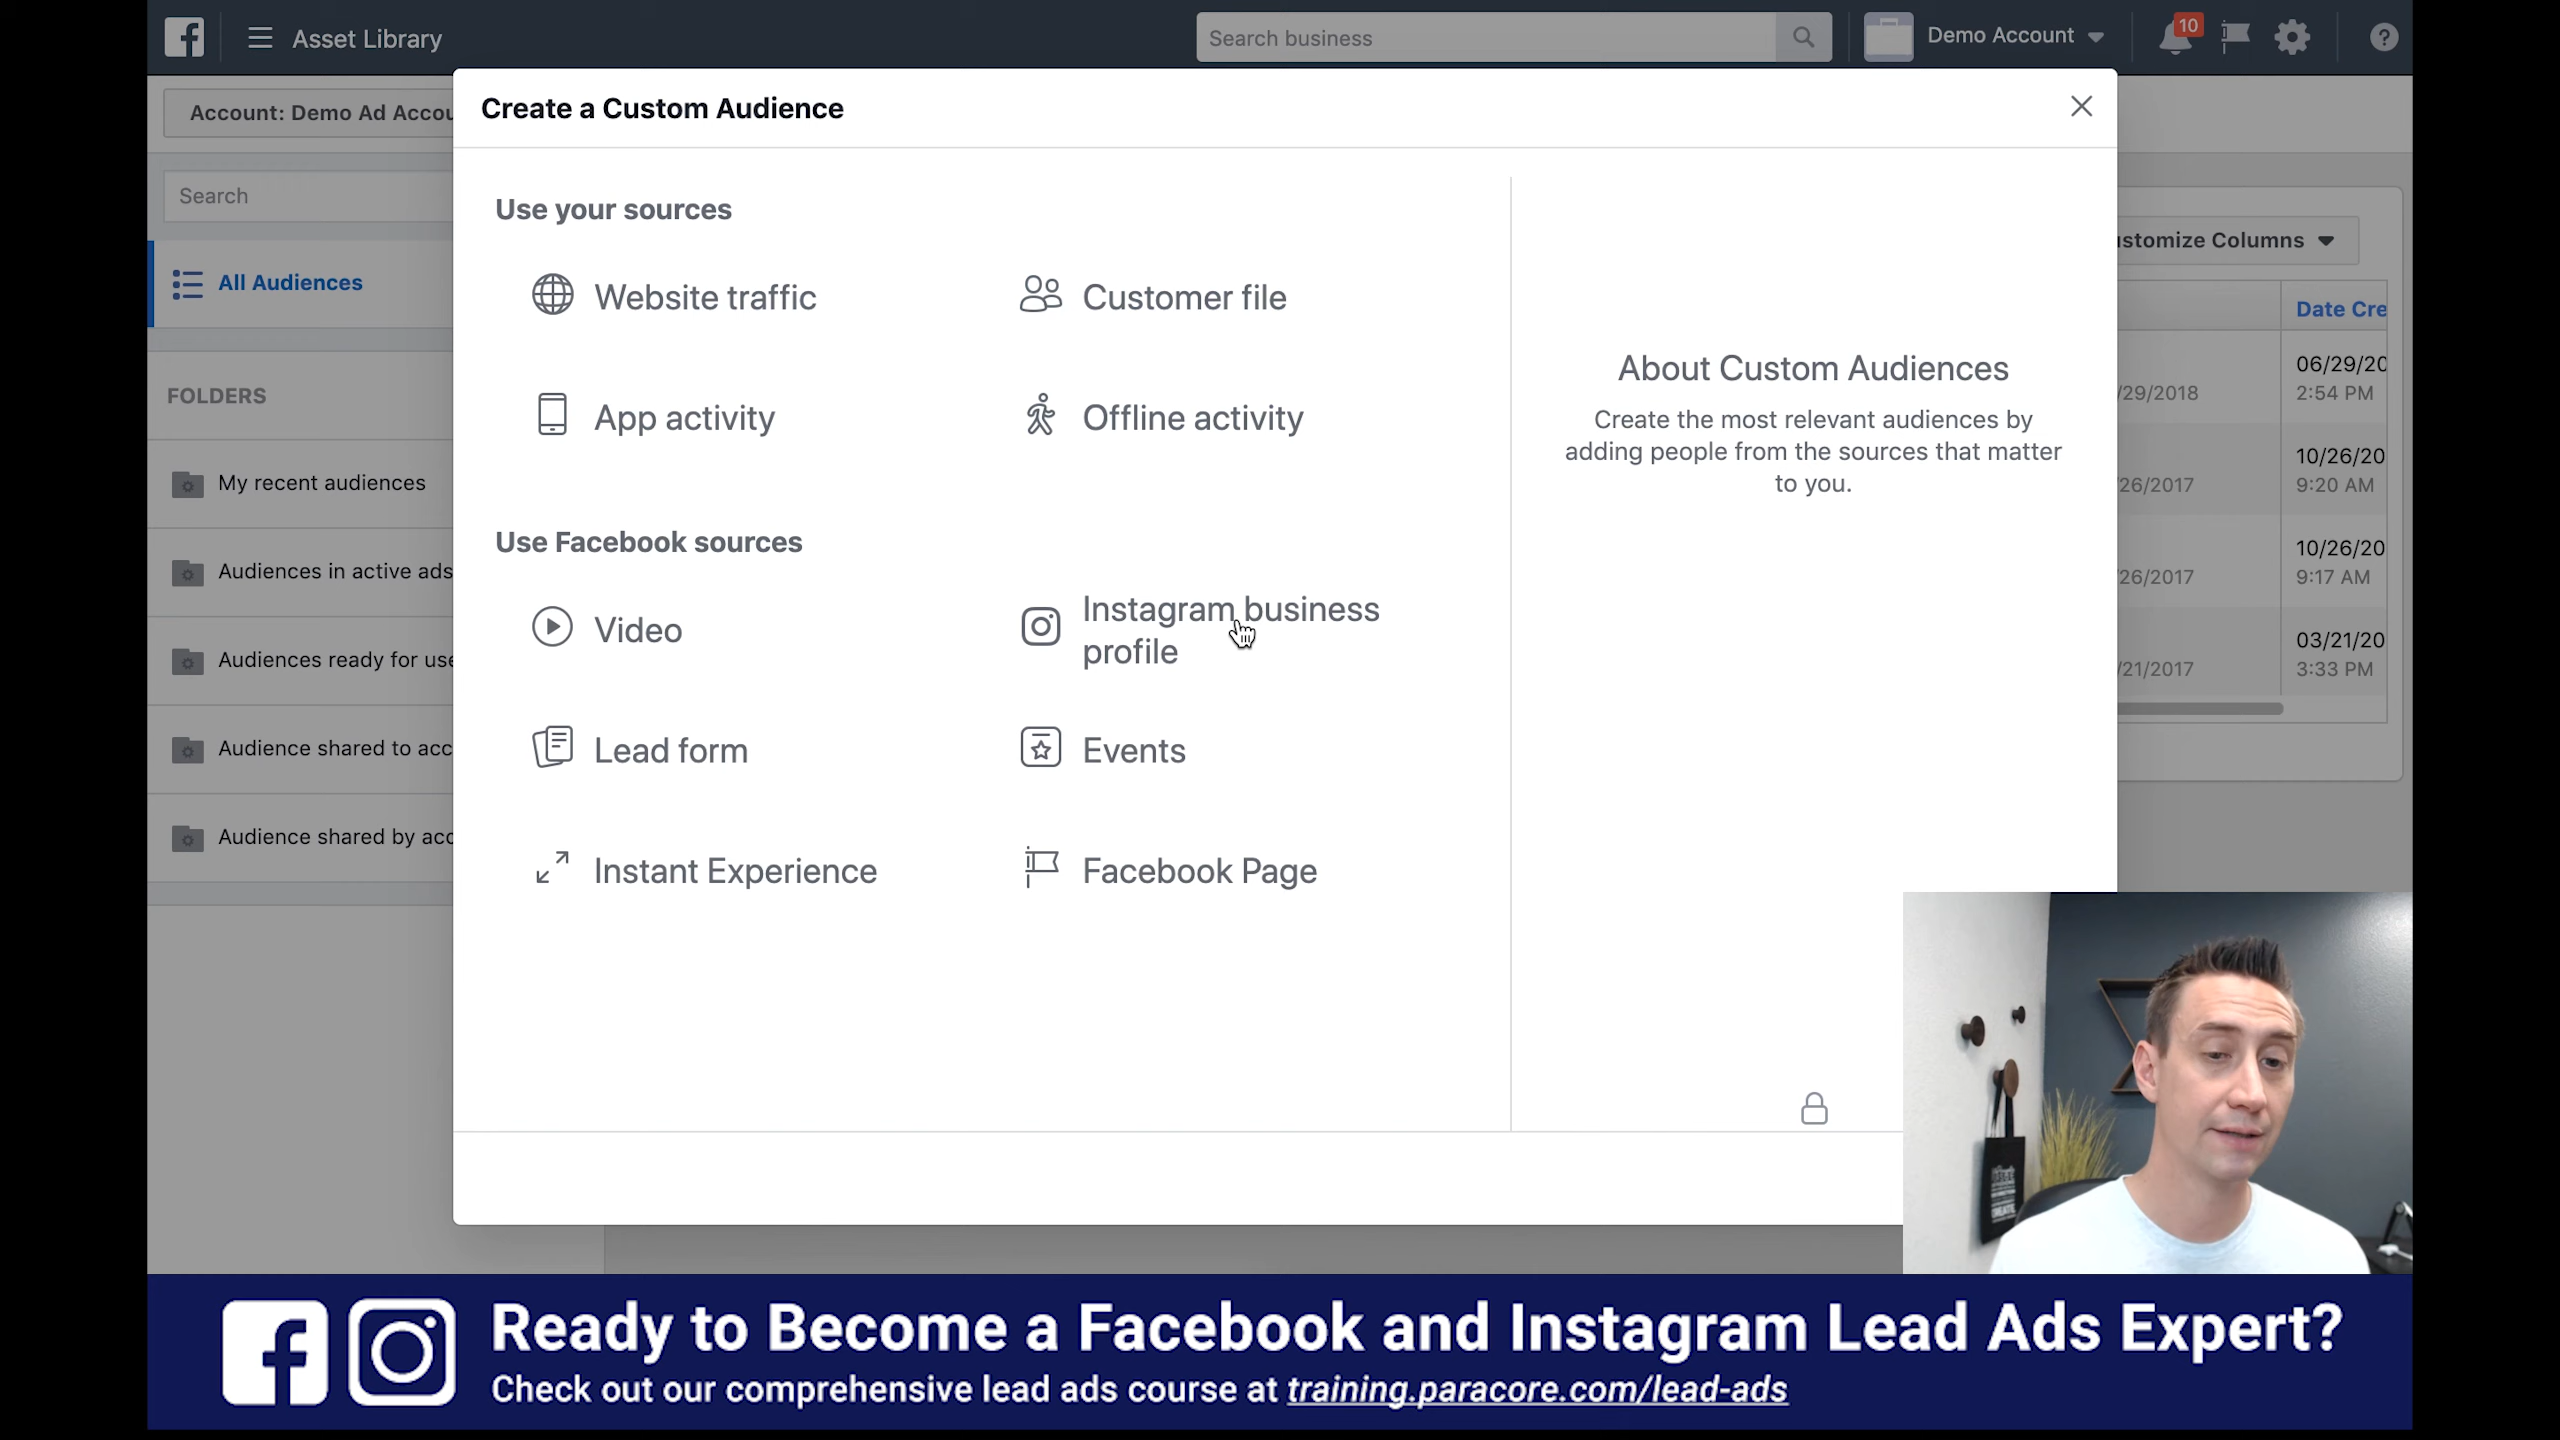 Asset Library
Search business
Demo Account
10
Account: Demo Ad Accou
Create a Custom Audience
Search
All Audiences
FOLDERS
My recent audiences
Audiences in active ads
Audiences ready for use
Audience shared to acc
Audience shared by acc
Use your sources
Website traffic
Customer file
App activity
Offline activity
Use Facebook sources
Video
Instagram business
profile
Lead form
Events
Instant Experience
Facebook Page
About Custom Audiences
Create the most relevant audiences by
adding people from the sources that matter
to you.
stomize Columns
Date Cre
/29/2018
06/29/20
2:54 PM
26/2017
10/26/20
9:20 AM
26/2017
10/26/20
9:17 AM
/21/2017
03/21/20
3:33 PM
CREATE
Ready to Become a Facebook and Instagram Lead Ads Expert?
Check out our comprehensive lead ads course at training.paracore.com/lead-ads